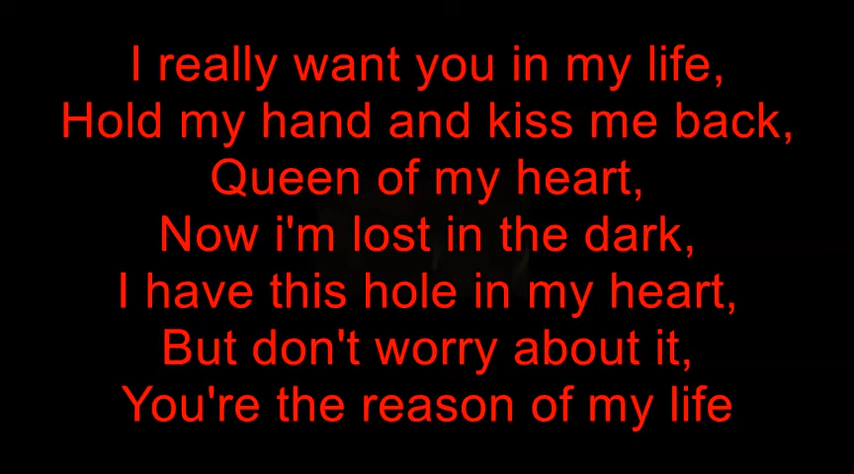 I really want you in my life,
Hold my hand and kiss me back,
Queen of my heart,
Now i'm lost in the dark,
I have this hole in my heart,
But don't worry about it,
You're the reason of my life